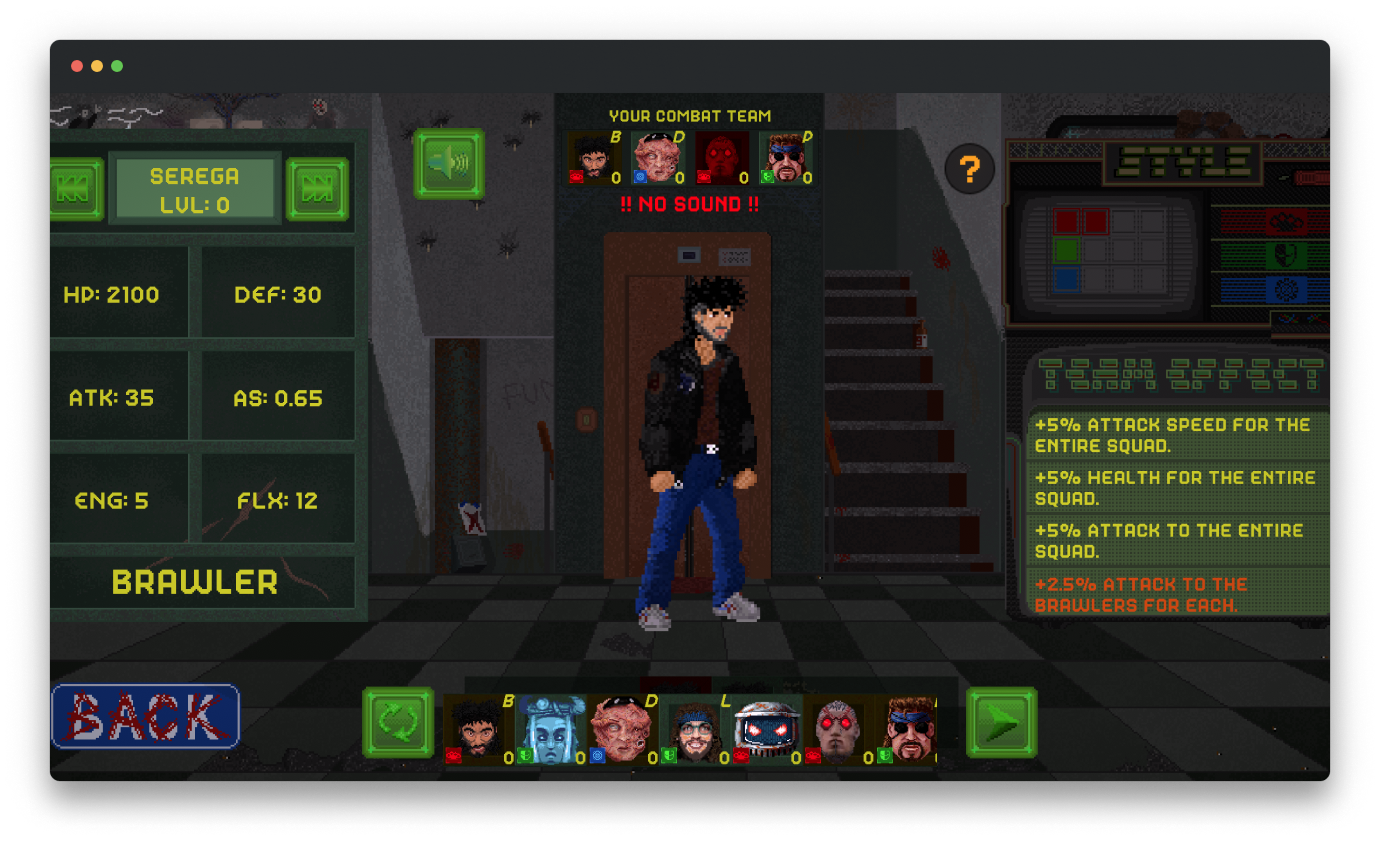 YOUR COMBAT TEAM
B D D
0 0 0 0
!! NO SOUND !!
SEREGA
LVL: 0
HP: 2100
DEF: 30
ATK: 35
AS: 0.65
ENG: 5
FLX: 12
BRAWLER
?
STYLE
TEAM EFFECT
+5% ATTACK SPEED FOR THE
ENTIRE SQUAD.
+5% HEALTH FOR THE ENTIRE
SQUAD.
+5% ATTACK TO THE ENTIRE
SQUAD.
+2.5% ATTACK TO THE
BRAWLERS FOR EACH.
BACK
B D L
0 0 0 0 0 0